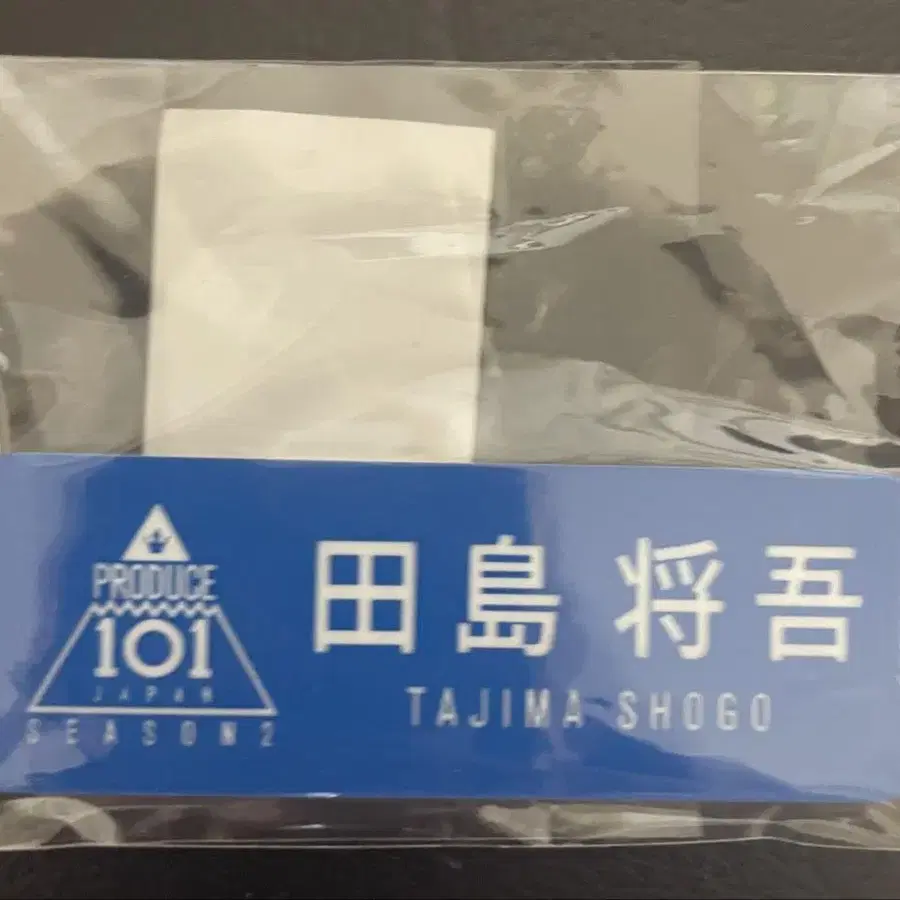 PRODUCE
101
JAPAN
SEASON2
田島 将吾
TAJIMA SHOGO